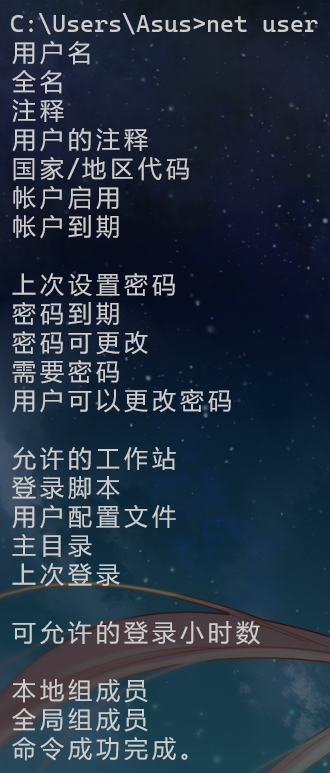 C:\Users\Asus>net user
用户名
全名
注释
用户的注释
国家/地区代码
帐户启用
帐户到期
上次设置密码
密码到期
密码可更改
需要密码
用户可以更改密码
允许的工作站
登录脚本
用户配置文件
主目录
上次登录
可允许的登录小时数
本地组成员
全局组成员
命令成功完成。